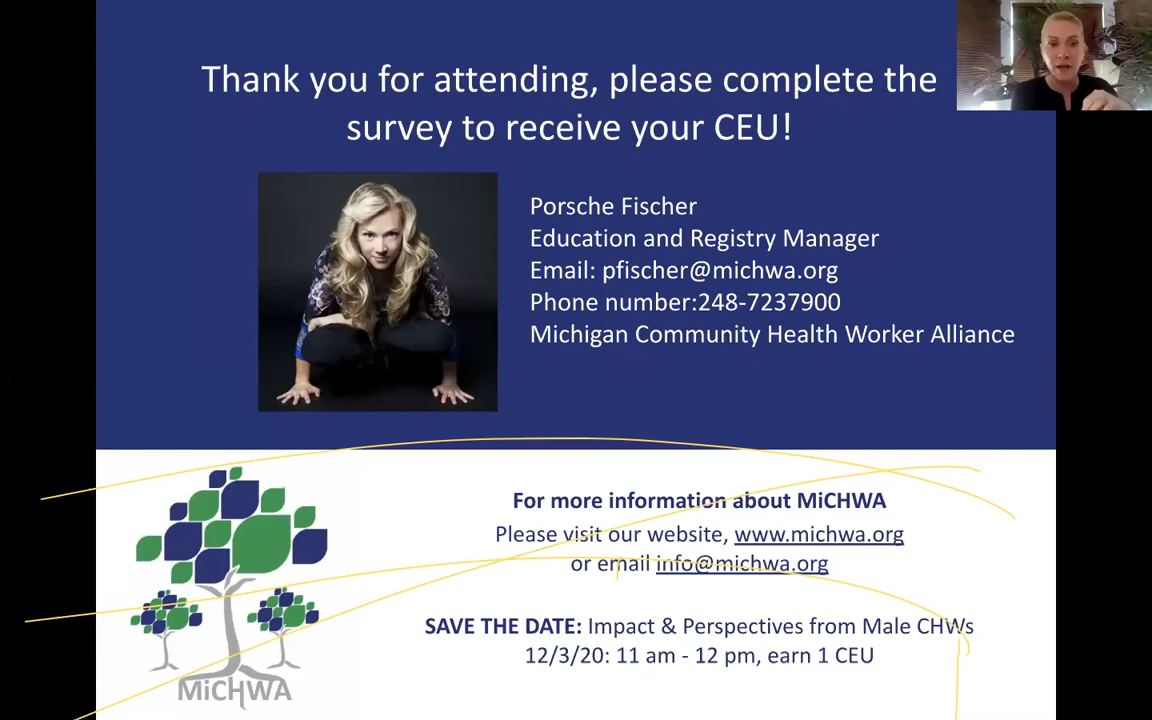 Thank you for attending, please complete the
survey to receive your CEU!
Porsche Fischer
Education and Registry Manager
Email: pfischer@michwa.org
Phone number:248-7237900
Michigan Community Health Worker Alliance
For more information about MiCHWA
Please visit our website, www.michwa.org
or email info@michwa.org
SAVE THE DATE: Impact & Perspectives from Male CHWs
12/3/20: 11 am - 12 pm, earn 1 CEU
MiCHWA